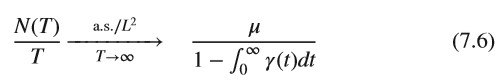 N(T)/T —a.s./L²→ (T→∞) μ / (1 − ∫₀^∞ γ(t)dt) (7.6)